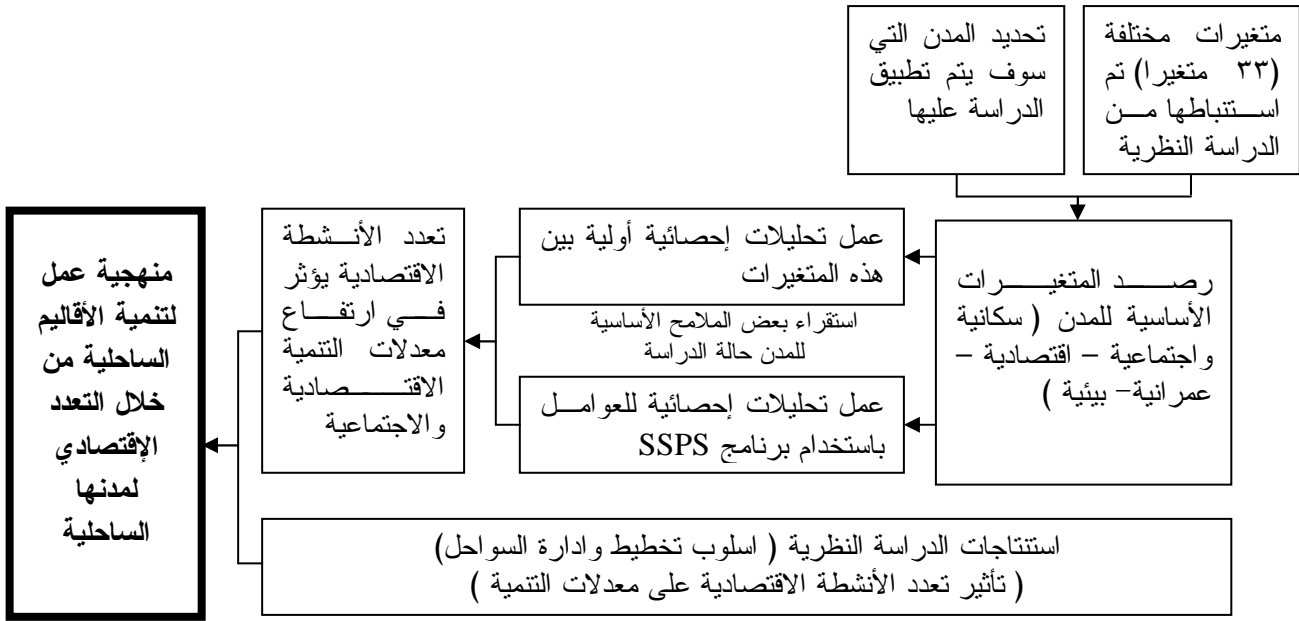 متغيرات مختلفة
(٣٣ متغيرا) تم
استنباطها من
الدراسة النظرية
تحديد المدن التي
سوف يتم تطبيق
الدراسة عليها
رصد المتغيرات
الأساسية للمدن ( سكانية
واجتماعية – اقتصادية –
عمرانية– بيئية )
عمل تحليلات إحصائية أولية بين
هذه المتغيرات
استقراء بعض الملامح الأساسية
للمدن حالة الدراسة
عمل تحليلات إحصائية للعوامل
باستخدام برنامج SSPS
تعدد الأنشطة
الاقتصادية يؤثر
في ارتفاع
معدلات التنمية
الاقتصادية
والاجتماعية
استنتاجات الدراسة النظرية ( اسلوب تخطيط وادارة السواحل)
( تأثير تعدد الأنشطة الاقتصادية على معدلات التنمية )
منهجية عمل
لتنمية الأقاليم
الساحلية من
خلال التعدد
الإقتصادي
لمدنها
الساحلية